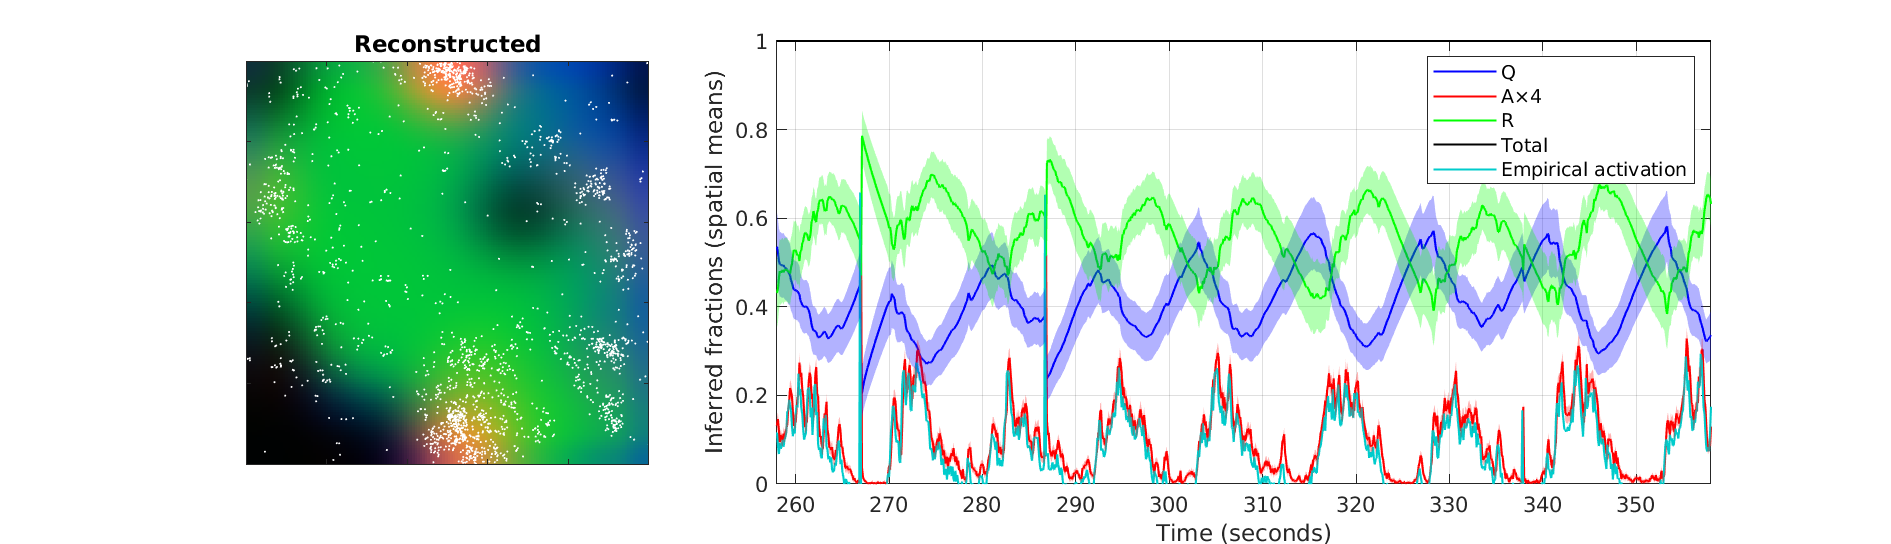 Reconstructed
Inferred fractions (spatial means)
1
0.8
0.6
0.4
0.2
0
Q
A×4
R
Total
Empirical activation
260 270 280 290 300 310 320 330 340 350
Time (seconds)